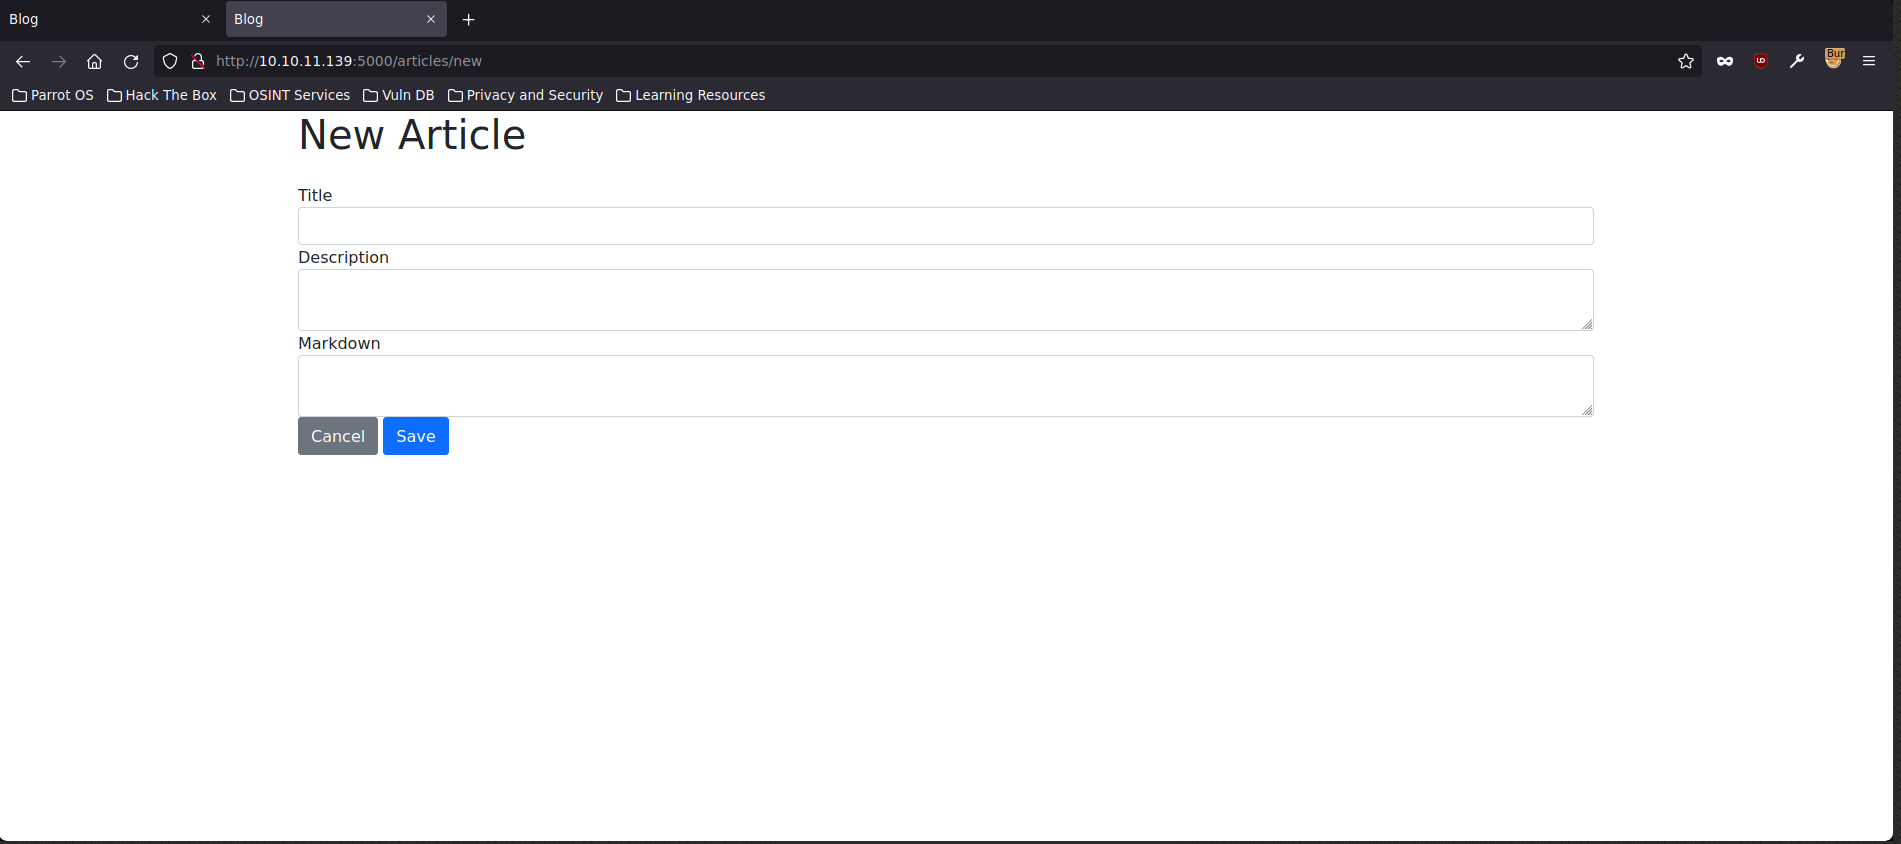 Blog Blog
http://10.10.11.139:5000/articles/new Bur
Parrot OS Hack The Box OSINT Services Vuln DB Privacy and Security Learning Resources
New Article
Title
Description
Markdown
Cancel Save